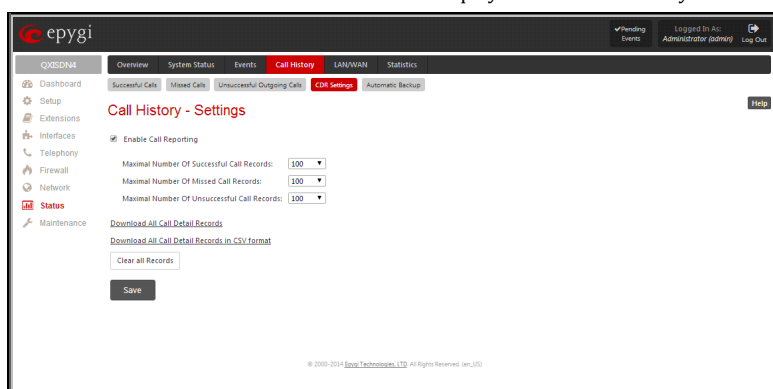 epygi
Pending Events
Logged In As:
Administrator (admin)
Log Out
QXISDN4
Overview System Status Events Call History LAN/WAN Statistics
Dashboard
Setup
Extensions
Interfaces
Telephony
Firewall
Network
Status
Maintenance
Successful Calls Missed Calls Unsuccessful Outgoing Calls CDR Settings Automatic Backup
Help
Call History - Settings
Enable Call Reporting
Maximal Number Of Successful Call Records: 100
Maximal Number Of Missed Call Records: 100
Maximal Number Of Unsuccessful Call Records: 100
Download All Call Detail Records
Download All Call Detail Records in CSV format
Clear all Records
Save
© 2000-2014 Epygi Technologies, LTD. All Rights Reserved. (en_US)